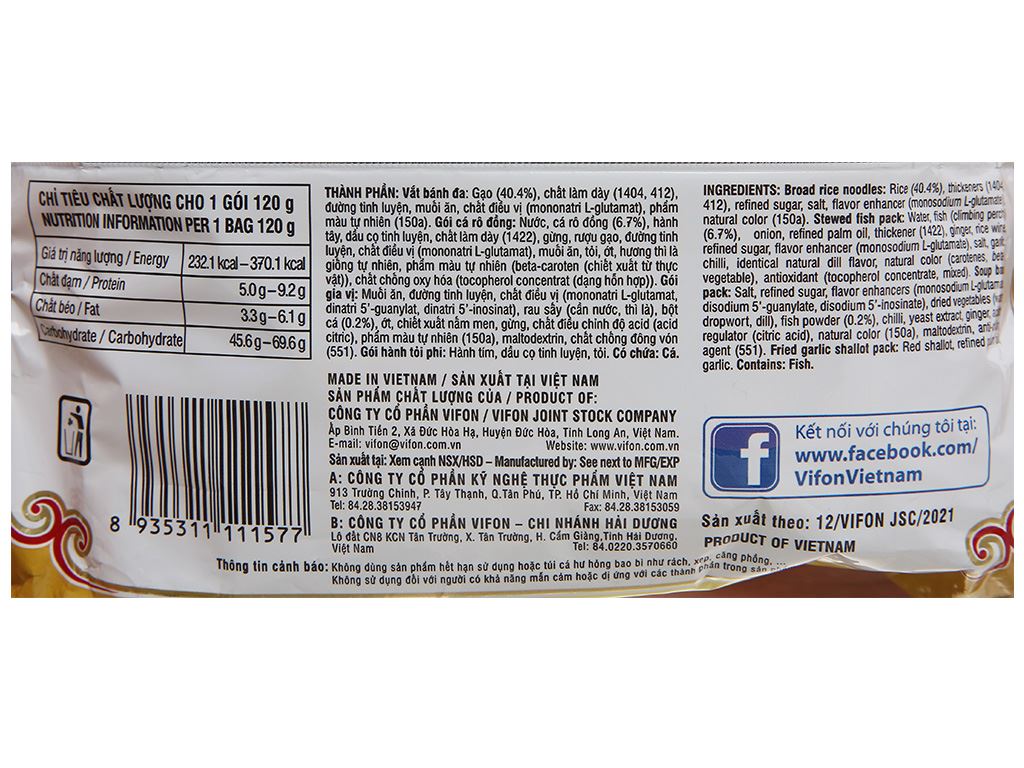 CHỈ TIÊU CHẤT LƯỢNG CHO 1 GÓI 120 g
NUTRITION INFORMATION PER 1 BAG 120 g
Giá trị năng lượng / Energy 232.1 kcal – 370.1 kcal
Chất đạm / Protein 5.0 g – 9.2 g
Chất béo / Fat 3.3 g – 6.1 g
Carbohydrate / Carbohydrate 45.6 g – 69.6 g
8 935311 111577
THÀNH PHẦN: Vắt bánh đa: Gạo (40.4%), chất làm dày (1404, 412),
đường tinh luyện, muối ăn, chất điều vị (mononatri L-glutamat), phẩm
màu tự nhiên (150a). Gói cá rô đồng: Nước, cá rô đồng (6.7%), hành
tây, dầu cọ tinh luyện, chất làm dày (1422), gừng, rượu gạo, đường tinh
luyện, chất điều vị (mononatri L-glutamat), muối ăn, tỏi, ớt, hương thì là
giống tự nhiên, phẩm màu tự nhiên (beta-caroten (chiết xuất từ thực
vật)), chất chống oxy hóa (tocopherol concentrat (dạng hỗn hợp)). Gói
gia vị: Muối ăn, đường tinh luyện, chất điều vị (mononatri L-glutamat,
dinatri 5'-guanylat, dinatri 5'-inosinat), rau sấy (cần nước, thì là), bột
cá (0.2%), ớt, chiết xuất nấm men, gừng, chất điều chỉnh độ acid (acid
citric), phẩm màu tự nhiên (150a), maltodextrin, chất chống đông vón
(551). Gói hành tỏi phi: Hành tím, dầu cọ tinh luyện, tỏi. Có chứa: Cá.
MADE IN VIETNAM / SẢN XUẤT TẠI VIỆT NAM
SẢN PHẨM CHẤT LƯỢNG CỦA / PRODUCT OF:
CÔNG TY CỔ PHẦN VIFON / VIFON JOINT STOCK COMPANY
Ấp Bình Tiền 2, Xã Đức Hòa Hạ, Huyện Đức Hòa, Tỉnh Long An, Việt Nam.
E-mail: vifon@vifon.com.vn Website: www.vifon.com.vn
Sản xuất tại: Xem cạnh NSX/HSD – Manufactured by: See next to MFG/EXP
A: CÔNG TY CỔ PHẦN KỸ NGHỆ THỰC PHẨM VIỆT NAM
913 Trường Chinh, P. Tây Thạnh, Q.Tân Phú, TP. Hồ Chí Minh, Việt Nam
Tel: 84.28.38153947 Fax: 84.28.38153059
B: CÔNG TY CỔ PHẦN VIFON – CHI NHÁNH HẢI DƯƠNG
Lô đất CN8 KCN Tân Trường, X. Tân Trường, H. Cẩm Giàng,Tỉnh Hải Dương,
Việt Nam Tel: 84.0220.3570660
Thông tin cảnh báo: Không dùng sản phẩm hết hạn sử dụng hoặc túi cá hư hỏng bao bì như rách, xẹp, căng phồng, ...
Không sử dụng đối với người có khả năng mẫn cảm hoặc dị ứng với các thành phần trong sản
INGREDIENTS: Broad rice noodles: Rice (40.4%), thickeners (1404,
412), refined sugar, salt, flavor enhancer (monosodium L-glutamate)
natural color (150a). Stewed fish pack: Water, fish (climbing perch)
(6.7%), onion, refined palm oil, thickener (1422), ginger, rice wine,
refined sugar, flavor enhancer (monosodium L-glutamate), salt, garlic,
chilli, identical natural dill flavor, natural color (carotenes, beta
vegetable), antioxidant (tocopherol concentrate, mixed). Soup base
pack: Salt, refined sugar, flavor enhancers (monosodium L-glutamate
disodium 5'-guanylate, disodium 5'-inosinate), dried vegetables
dropwort, dill), fish powder (0.2%), chilli, yeast extract, ginger,
regulator (citric acid), natural color (150a), maltodextrin,
agent (551). Fried garlic shallot pack: Red shallot, refined
garlic. Contains: Fish.
Kết nối với chúng tôi tại:
www.facebook.com/
VifonVietnam
f
Sản xuất theo: 12/VIFON JSC/2021
PRODUCT OF VIETNAM